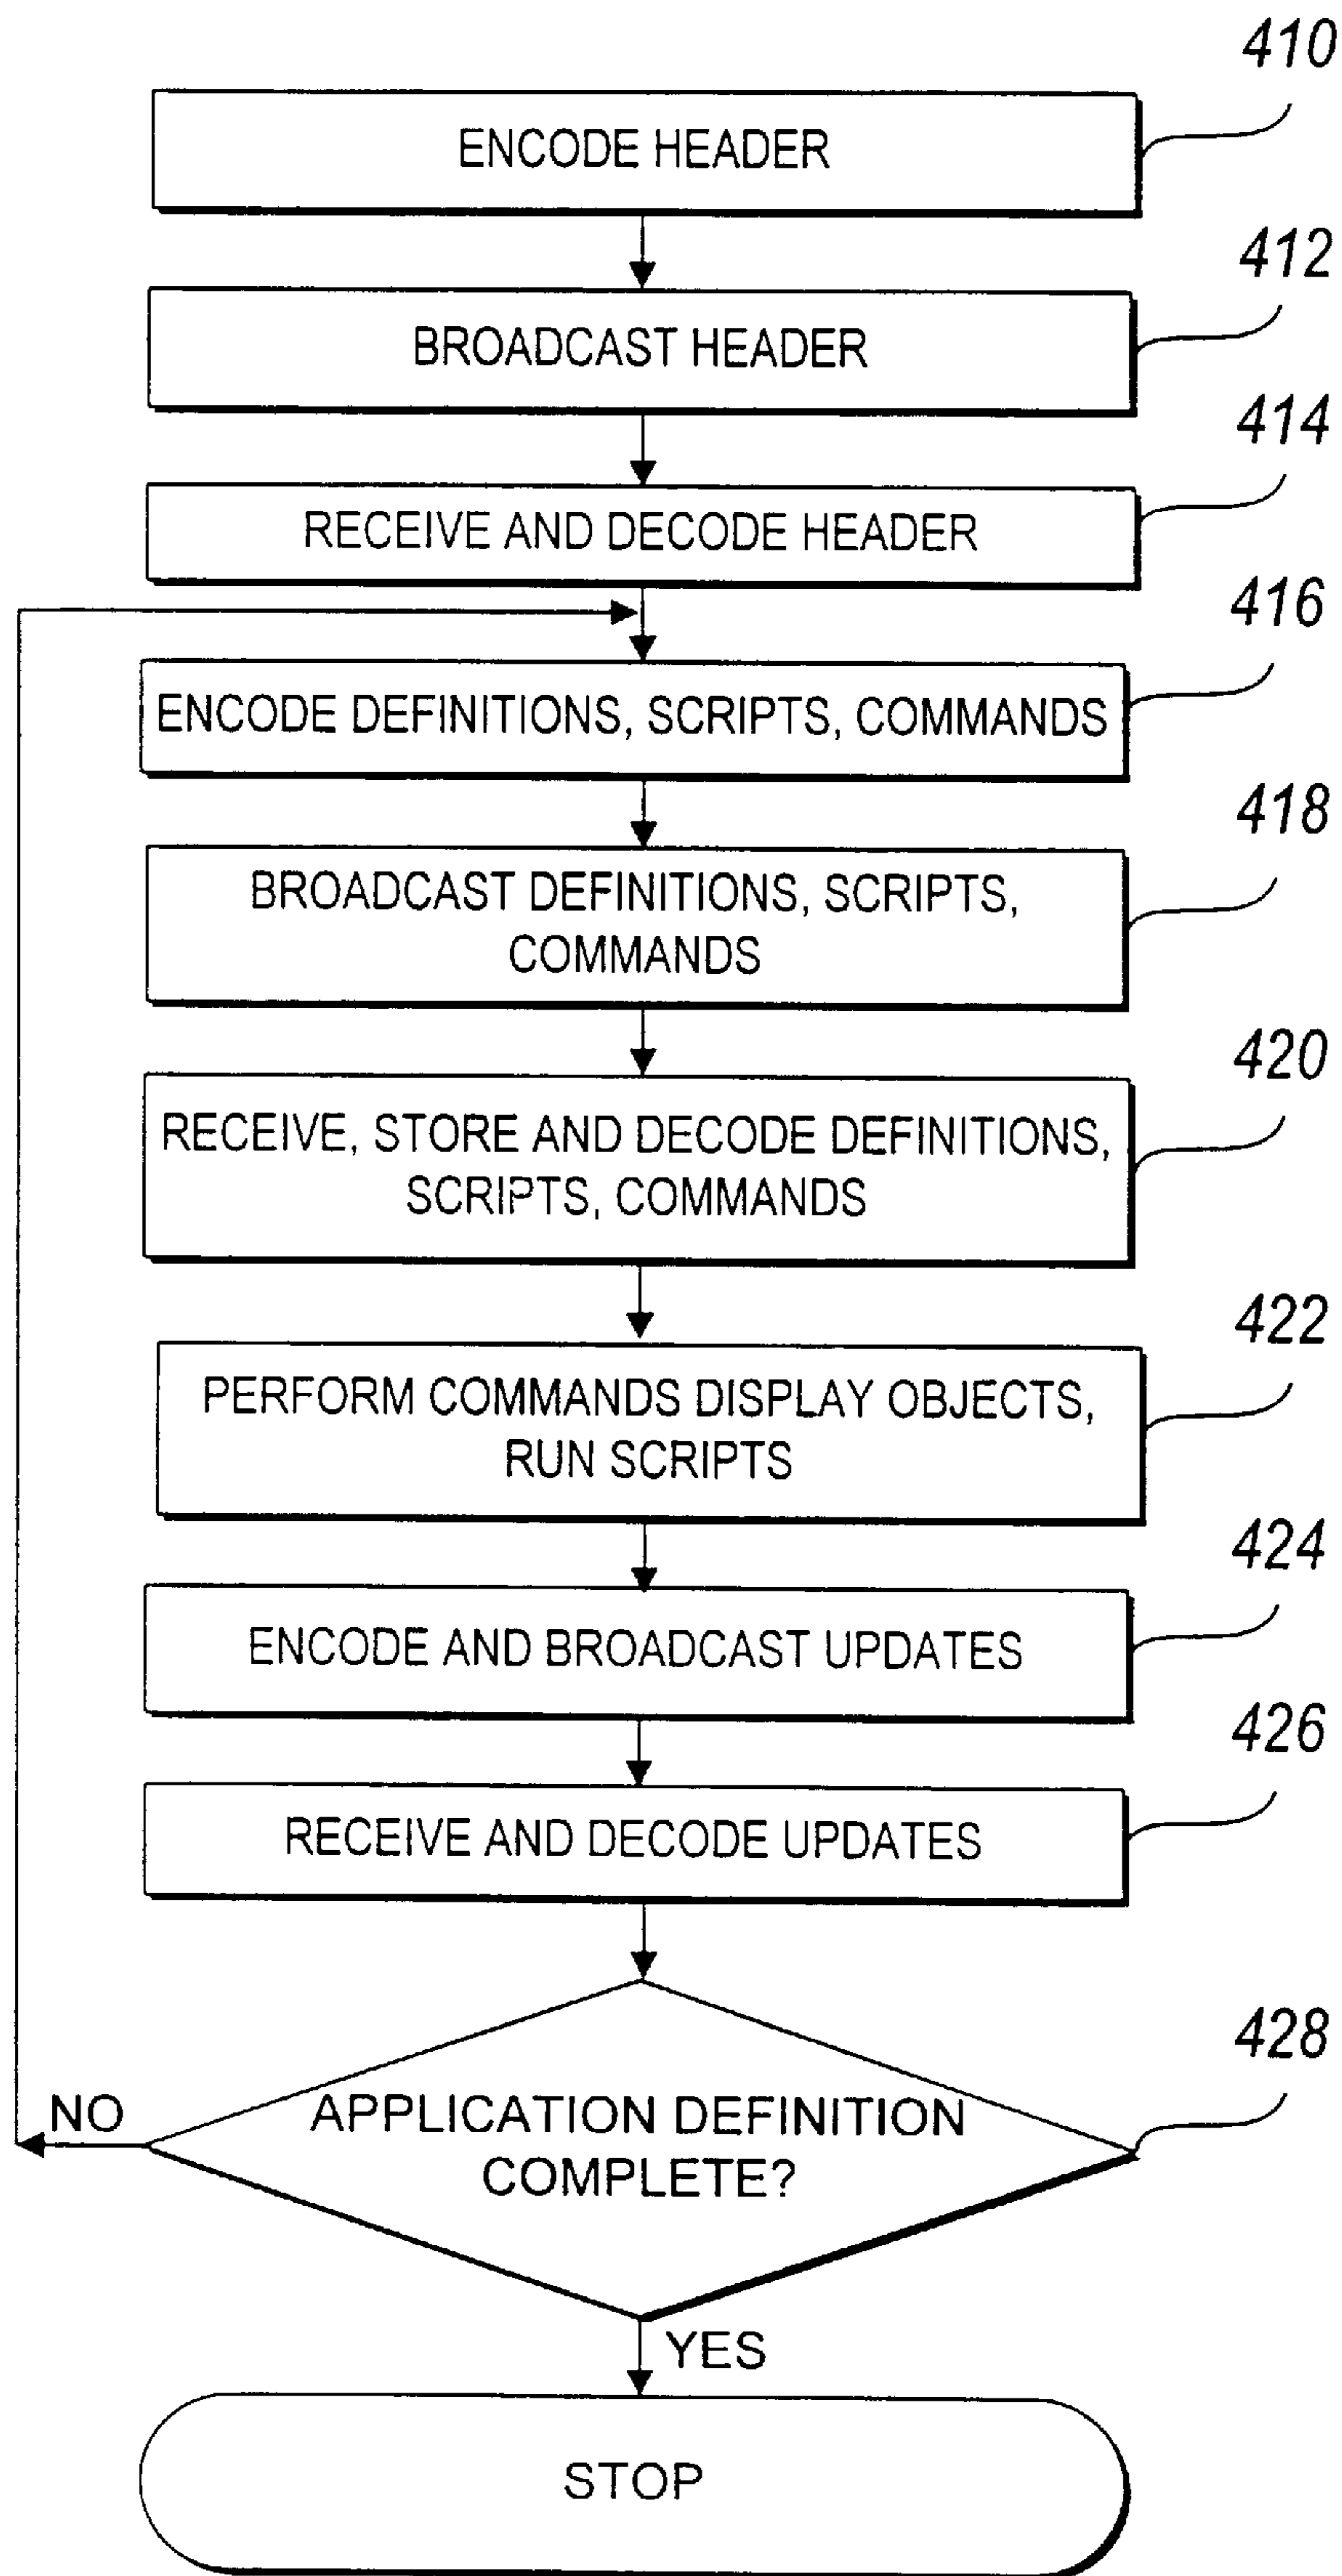 410
ENCODE HEADER
412
BROADCAST HEADER
414
RECEIVE AND DECODE HEADER
416
ENCODE DEFINITIONS, SCRIPTS, COMMANDS
418
BROADCAST DEFINITIONS, SCRIPTS,
COMMANDS
420
RECEIVE, STORE AND DECODE DEFINITIONS,
SCRIPTS, COMMANDS
422
PERFORM COMMANDS DISPLAY OBJECTS,
RUN SCRIPTS
424
ENCODE AND BROADCAST UPDATES
426
RECEIVE AND DECODE UPDATES
428
APPLICATION DEFINITION
COMPLETE?
NO
YES
STOP